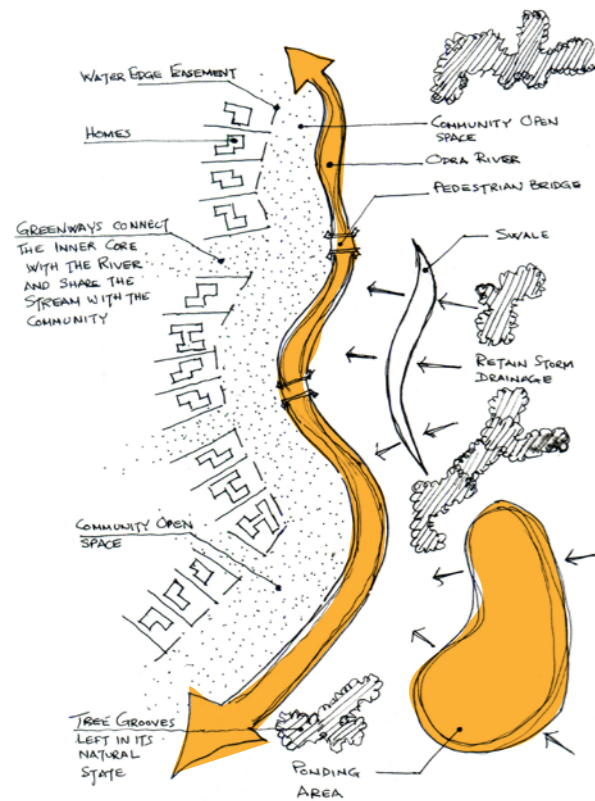 WATER EDGE EASEMENT
HOMES
GREENWAYS CONNECT
THE INNER CORE
WITH THE RIVER
AND SHARE THE
STREAM WITH THE
COMMUNITY
COMMUNITY OPEN
SPACE
TREE GROOVES
LEFT IN ITS
NATURAL
STATE
COMMUNITY OPEN
SPACE
ODRA RIVER
PEDESTRIAN BRIDGE
SWALE
RETAIN STORM
DRAINAGE
PONDING
AREA